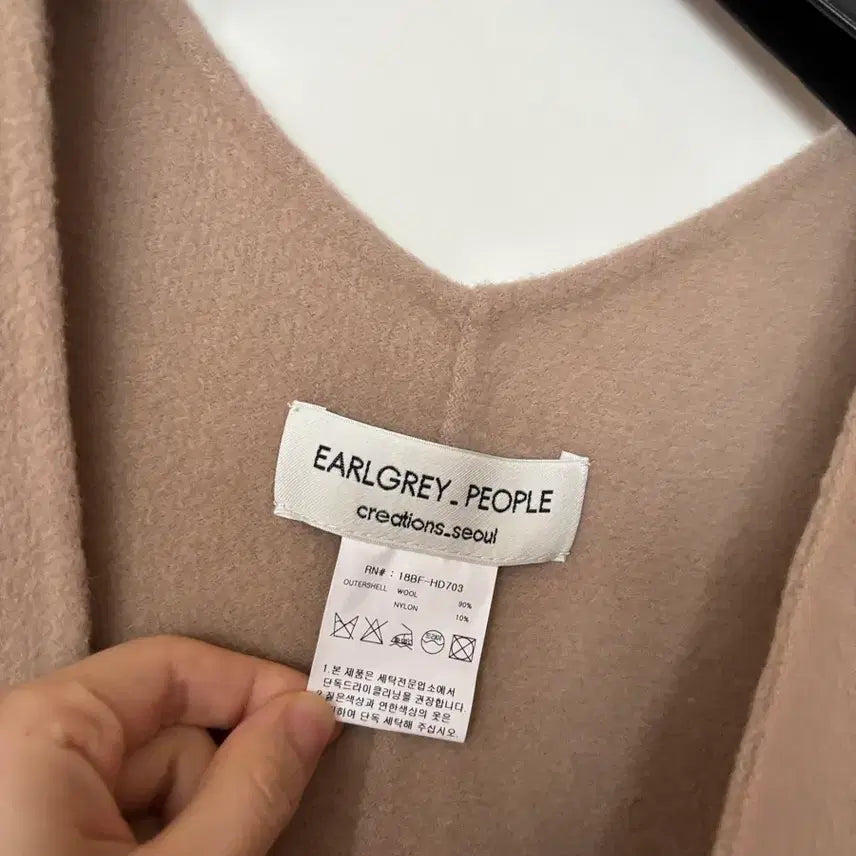 EARLGREY_PEOPLE
creations_seoul
RN# : 18BF-HD703
OUTERSHELL WOOL 90%
NYLON 10%
드라이
1.본 제품은 세탁전문업소에서
단독드라이클리닝을 권장합니다.
2.짙은색상과 연한색상의 옷은
하여 단독 세탁해 주십시오.